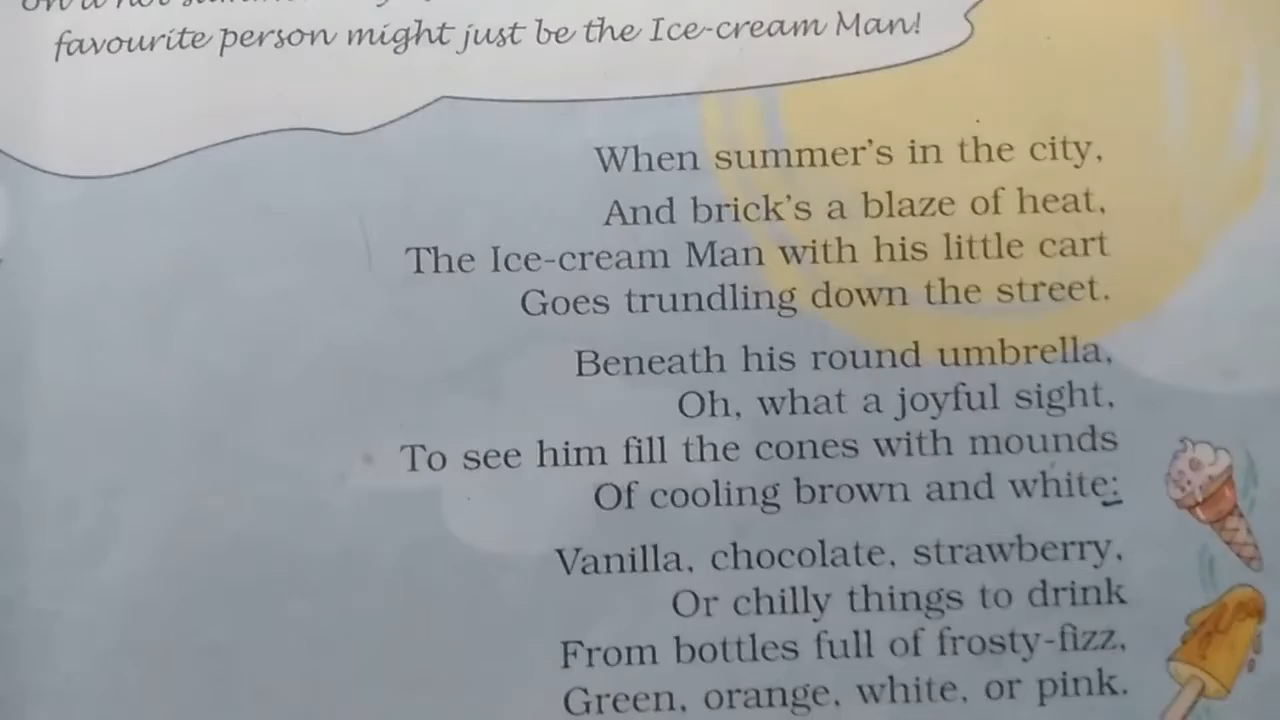 favourite person might just be the Ice-cream Man!
When summer's in the city,
And brick's a blaze of heat,
The Ice-cream Man with his little cart
Goes trundling down the street.
Beneath his round umbrella,
Oh, what a joyful sight,
To see him fill the cones with mounds
Of cooling brown and white:
Vanilla, chocolate, strawberry,
Or chilly things to drink
From bottles full of frosty-fizz,
Green, orange, white, or pink.